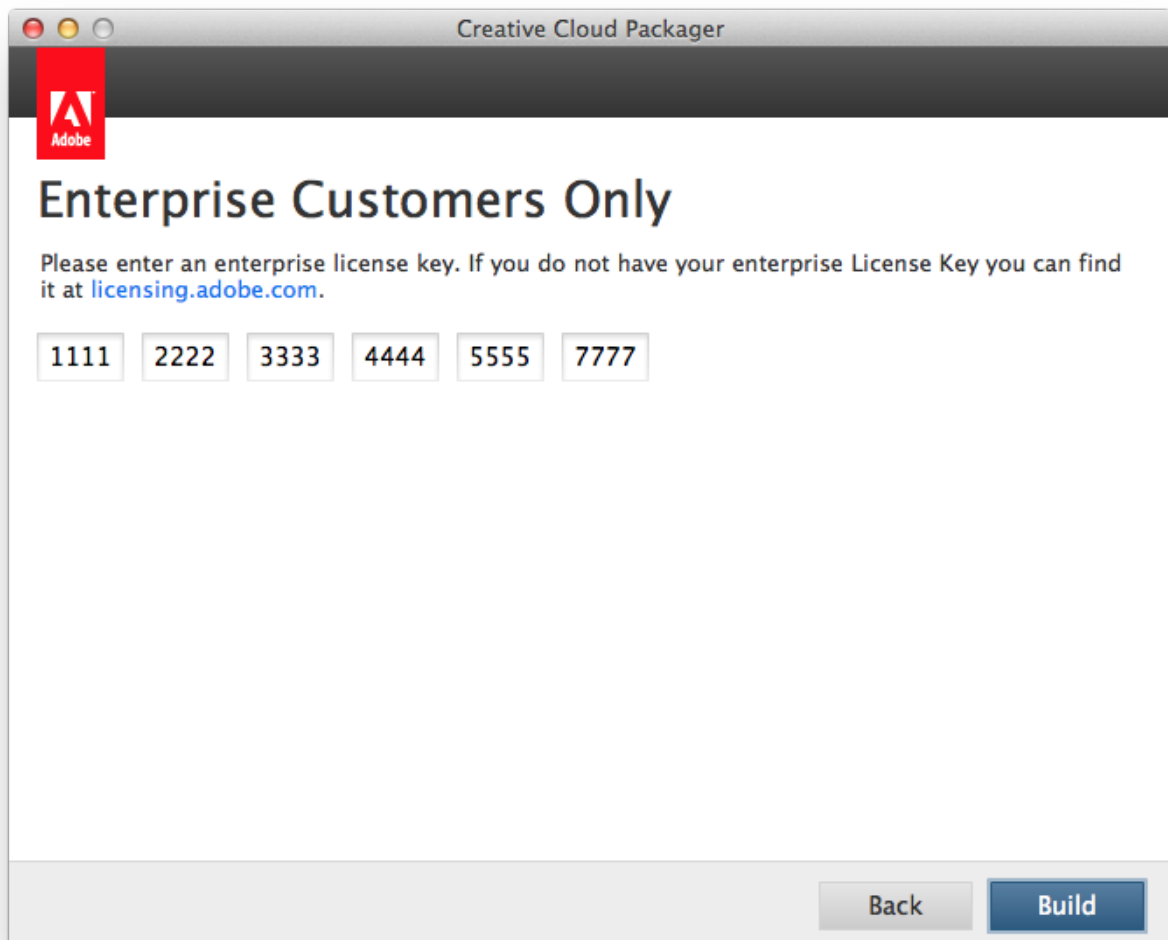 Creative Cloud Packager
Adobe
Enterprise Customers Only
Please enter an enterprise license key. If you do not have your enterprise License Key you can find
it at licensing.adobe.com.
1111 2222 3333 4444 5555 7777
Back Build